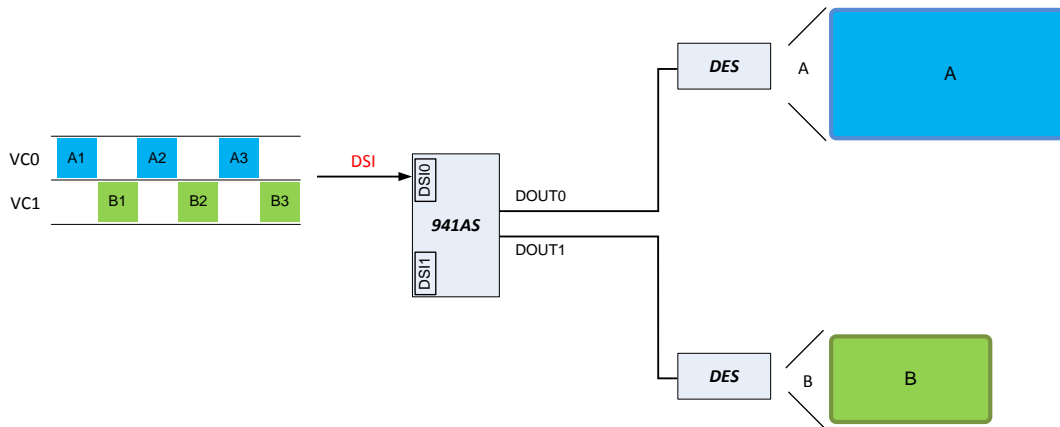 DES
A
A
VC0
A1
A2
A3
DSI
DSI0
VC1
B1
B2
B3
DOUT0
941AS
DOUT1
DSI1
DES
B
B